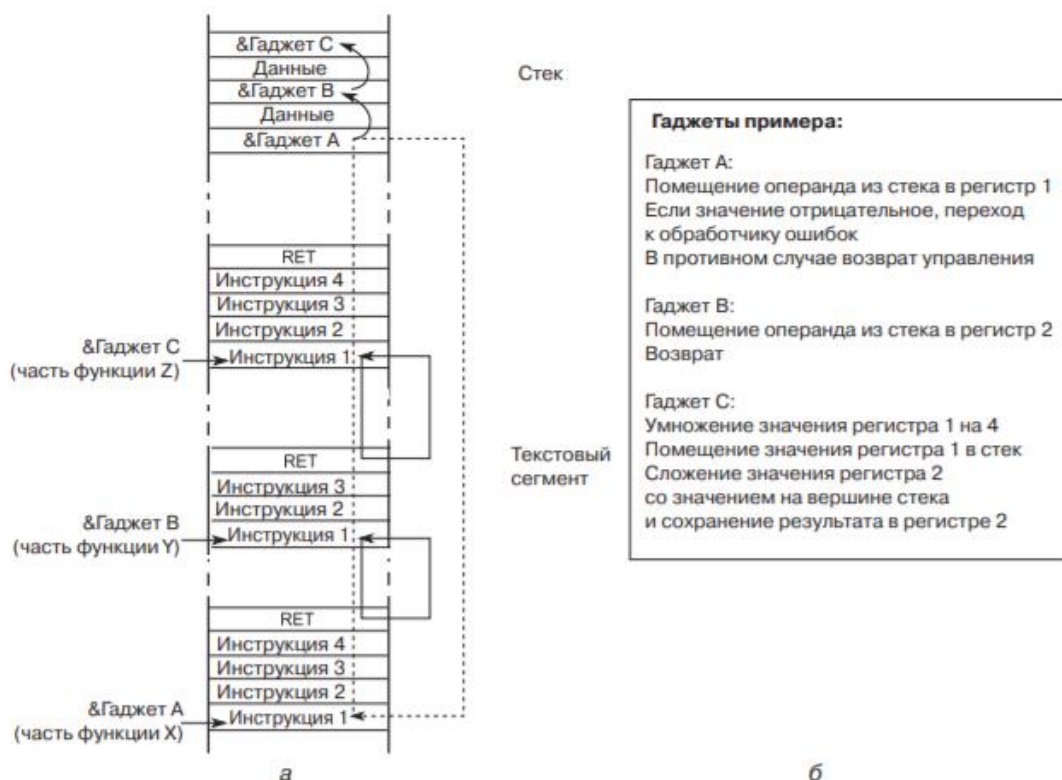 &Гаджет C
Данные
&Гаджет B
Данные
&Гаджет A
Стек
RET
Инструкция 4
Инструкция 3
Инструкция 2
Инструкция 1
&Гаджет C
(часть функции Z)
RET
Инструкция 3
Инструкция 2
Инструкция 1
&Гаджет B
(часть функции Y)
Текстовый
сегмент
RET
Инструкция 4
Инструкция 3
Инструкция 2
Инструкция 1
&Гаджет A
(часть функции X)
а
Гаджеты примера:
Гаджет A:
Помещение операнда из стека в регистр 1
Если значение отрицательное, переход
к обработчику ошибок
В противном случае возврат управления
Гаджет B:
Помещение операнда из стека в регистр 2
Возврат
Гаджет C:
Умножение значения регистра 1 на 4
Помещение значения регистра 1 в стек
Сложение значения регистра 2
со значением на вершине стека
и сохранение результата в регистре 2
б